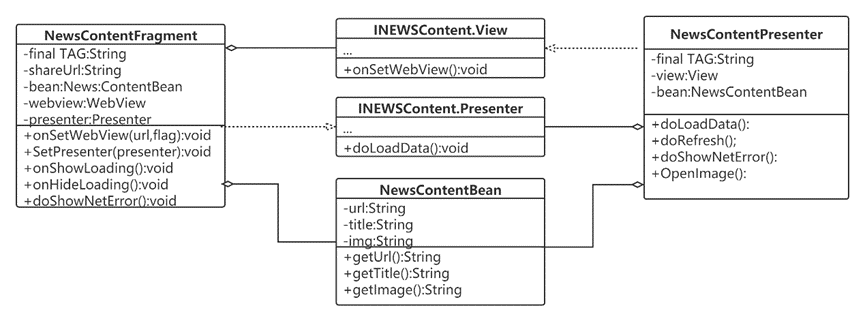 NewsContentFragment
-final TAG:String
-shareUrl:String
-bean:News:ContentBean
-webview:WebView
-presenter:Presenter
+onSetWebView(url,flag):void
+SetPresenter(presenter):void
+onShowLoading():void
+onHideLoading():void
+doShowNetError():void
INEWSContent.View
...
+onSetWebView():void
INEWSContent.Presenter
...
+doLoadData():void
NewsContentBean
-url:String
-title:String
-img:String
+getUrl():String
+getTitle():String
+getImage():String
NewsContentPresenter
-final TAG:String
-view:View
-bean:NewsContentBean
+doLoadData():
+doRefresh();
+doShowNetError():
+OpenImage():